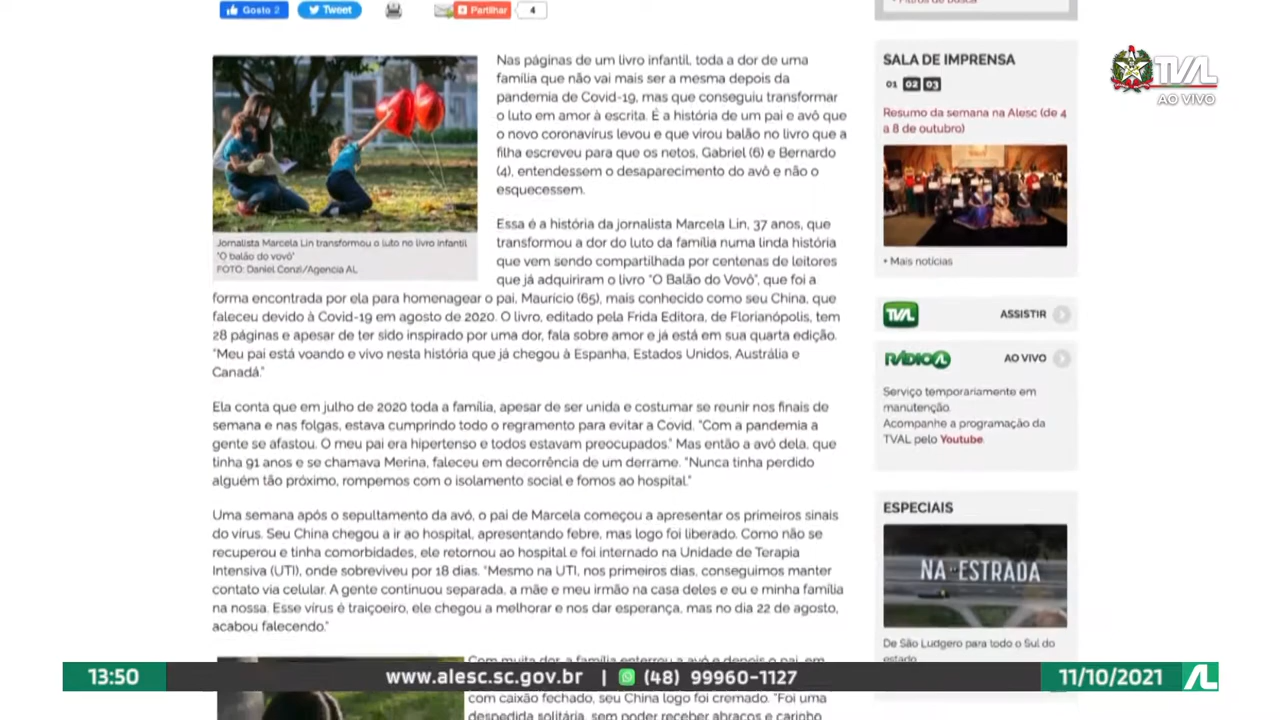 Gosto 2
Tweet
Partilhar
4
Nas páginas de um livro infantil, toda a dor de uma
família que não vai mais ser a mesma depois da
pandemia de Covid-19, mas que conseguiu transformar
o luto em amor à escrita. É a história de um pai e avô que
o novo coronavírus levou e que virou balão no livro que a
filha escreveu para que os netos, Gabriel (6) e Bernardo
(4), entendessem o desaparecimento do avô e não o
esquecessem.
Jornalista Marcela Lin transformou o luto no livro infantil
"O balão do vovô"
FOTO: Daniel Conzi/Agencia AL
Essa é a história da jornalista Marcela Lin, 37 anos, que
transformou a dor do luto da família numa linda história
que vem sendo compartilhada por centenas de leitores
que já adquiriram o livro "O Balão do Vovô", que foi a
forma encontrada por ela para homenagear o pai, Maurício (65), mais conhecido como seu China, que
faleceu devido à Covid-19 em agosto de 2020. O livro, editado pela Frida Editora, de Florianópolis, tem
28 páginas e apesar de ter sido inspirado por uma dor, fala sobre amor e já está em sua quarta edição.
"Meu pai está voando e vivo nesta história que já chegou à Espanha, Estados Unidos, Austrália e
Canadá."
Ela conta que em julho de 2020 toda a família, apesar de ser unida e costumar se reunir nos finais de
semana e nas folgas, estava cumprindo todo o regramento para evitar a Covid. "Com a pandemia a
gente se afastou. O meu pai era hipertenso e todos estavam preocupados." Mas então a avó dela, que
tinha 91 anos e se chamava Merina, faleceu em decorrência de um derrame. "Nunca tinha perdido
alguém tão próximo, rompemos com o isolamento social e fomos ao hospital."
Uma semana após o sepultamento da avó, o pai de Marcela começou a apresentar os primeiros sinais
do vírus. Seu China chegou a ir ao hospital, apresentando febre, mas logo foi liberado. Como não se
recuperou e tinha comorbidades, ele retornou ao hospital e foi internado na Unidade de Terapia
Intensiva (UTI), onde sobreviveu por 18 dias. "Mesmo na UTI, nos primeiros dias, conseguimos manter
contato via celular. A gente continuou separada, a mãe e meu irmão na casa deles e eu e minha família
na nossa. Esse vírus é traiçoeiro, ele chegou a melhorar e nos dar esperança, mas no dia 22 de agosto,
acabou falecendo."
Com muita dor, a família enterrou a avó e depois o pai, em
com caixão fechado, seu China logo foi cremado. "Foi uma
despedida solitária, sem poder receber abraços e carinho
SALA DE IMPRENSA
01 02 03
Resumo da semana na Alesc (de 4
a 8 de outubro)
+ Mais notícias
TVAL
ASSISTIR
RÁDIO AL
AO VIVO
Serviço temporariamente em
manutenção.
Acompanhe a programação da
TVAL pelo Youtube.
ESPECIAIS
NA ESTRADA
De São Ludgero para todo o Sul do
estado
TVAL
AO VIVO
13:50
www.alesc.sc.gov.br | (48) 99960-1127
11/10/2021
AL